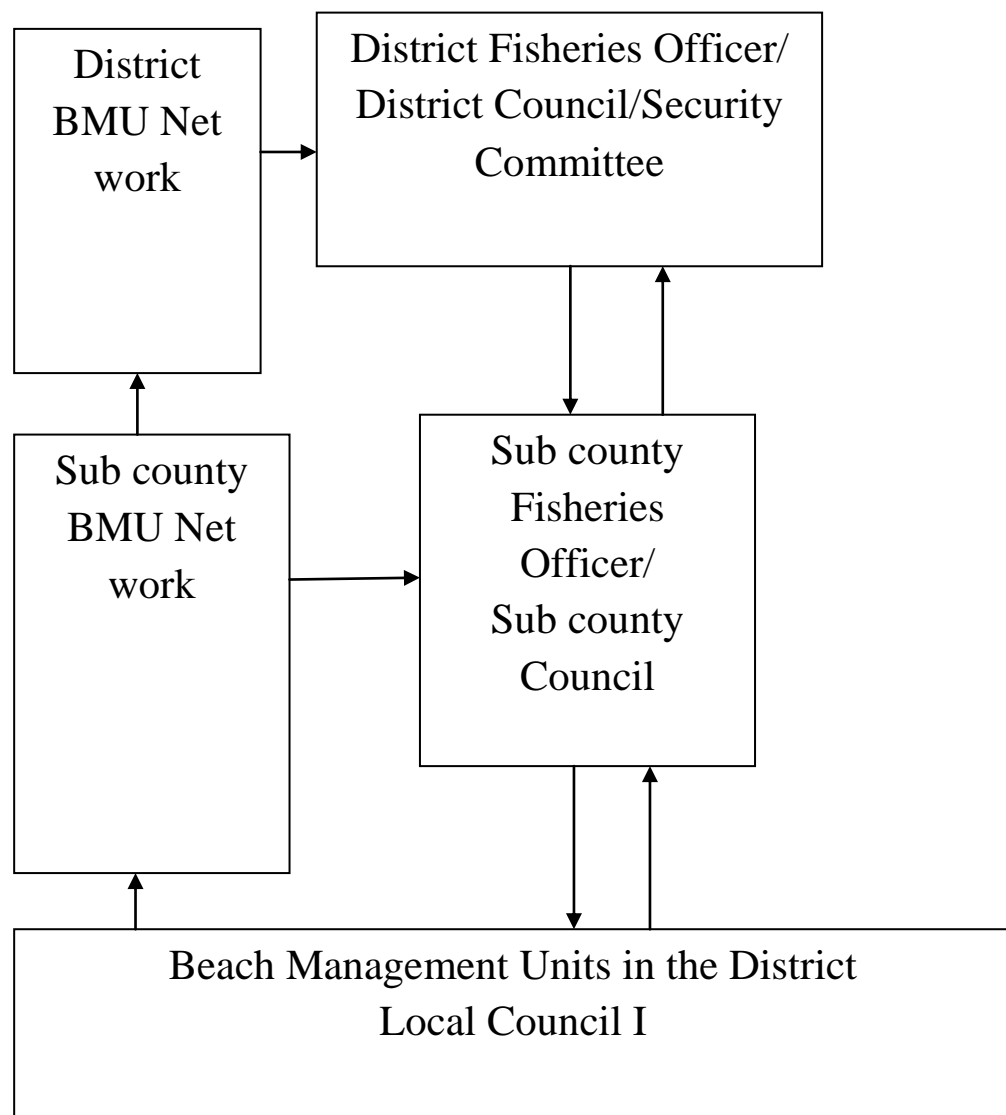 District
BMU Net
work
District Fisheries Officer/
District Council/Security
Committee
Sub county
BMU Net
work
Sub county
Fisheries
Officer/
Sub county
Council
Beach Management Units in the District
Local Council I